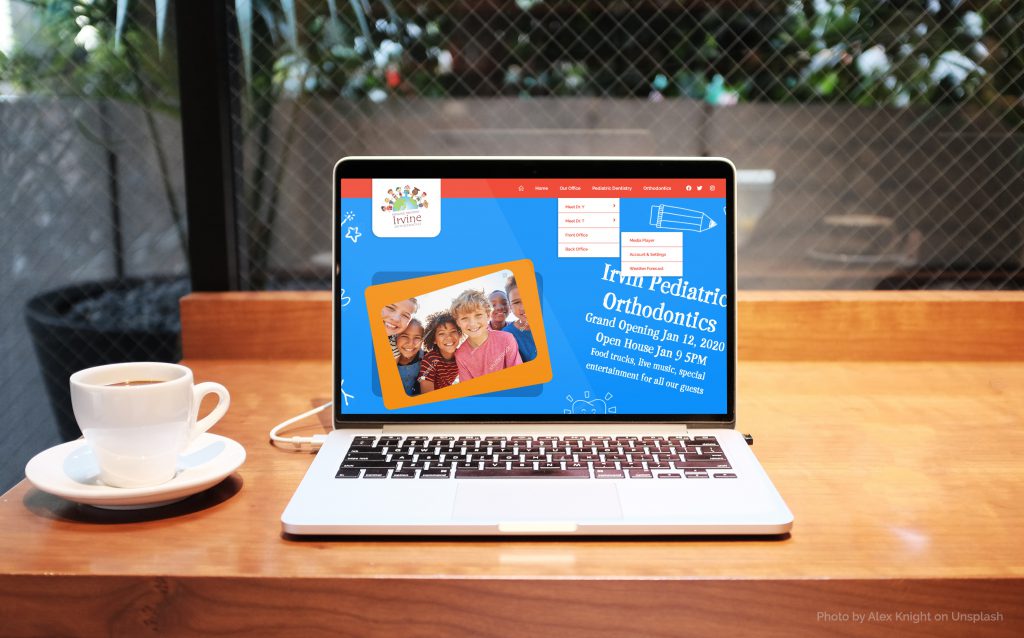 Home Our Office Pediatric Dentistry Orthodontics
Irvine
Meet Dr. Y
Meet Dr. T
Front Office
Back Office
Media Player
Account & Settings
Weather Forecast
Irvin Pediatric
Orthodontics
Grand Opening Jan 12, 2020
Open House Jan 9 5PM
Food trucks, live music, special
entertainment for all our guests
Photo by Alex Knight on Unsplash